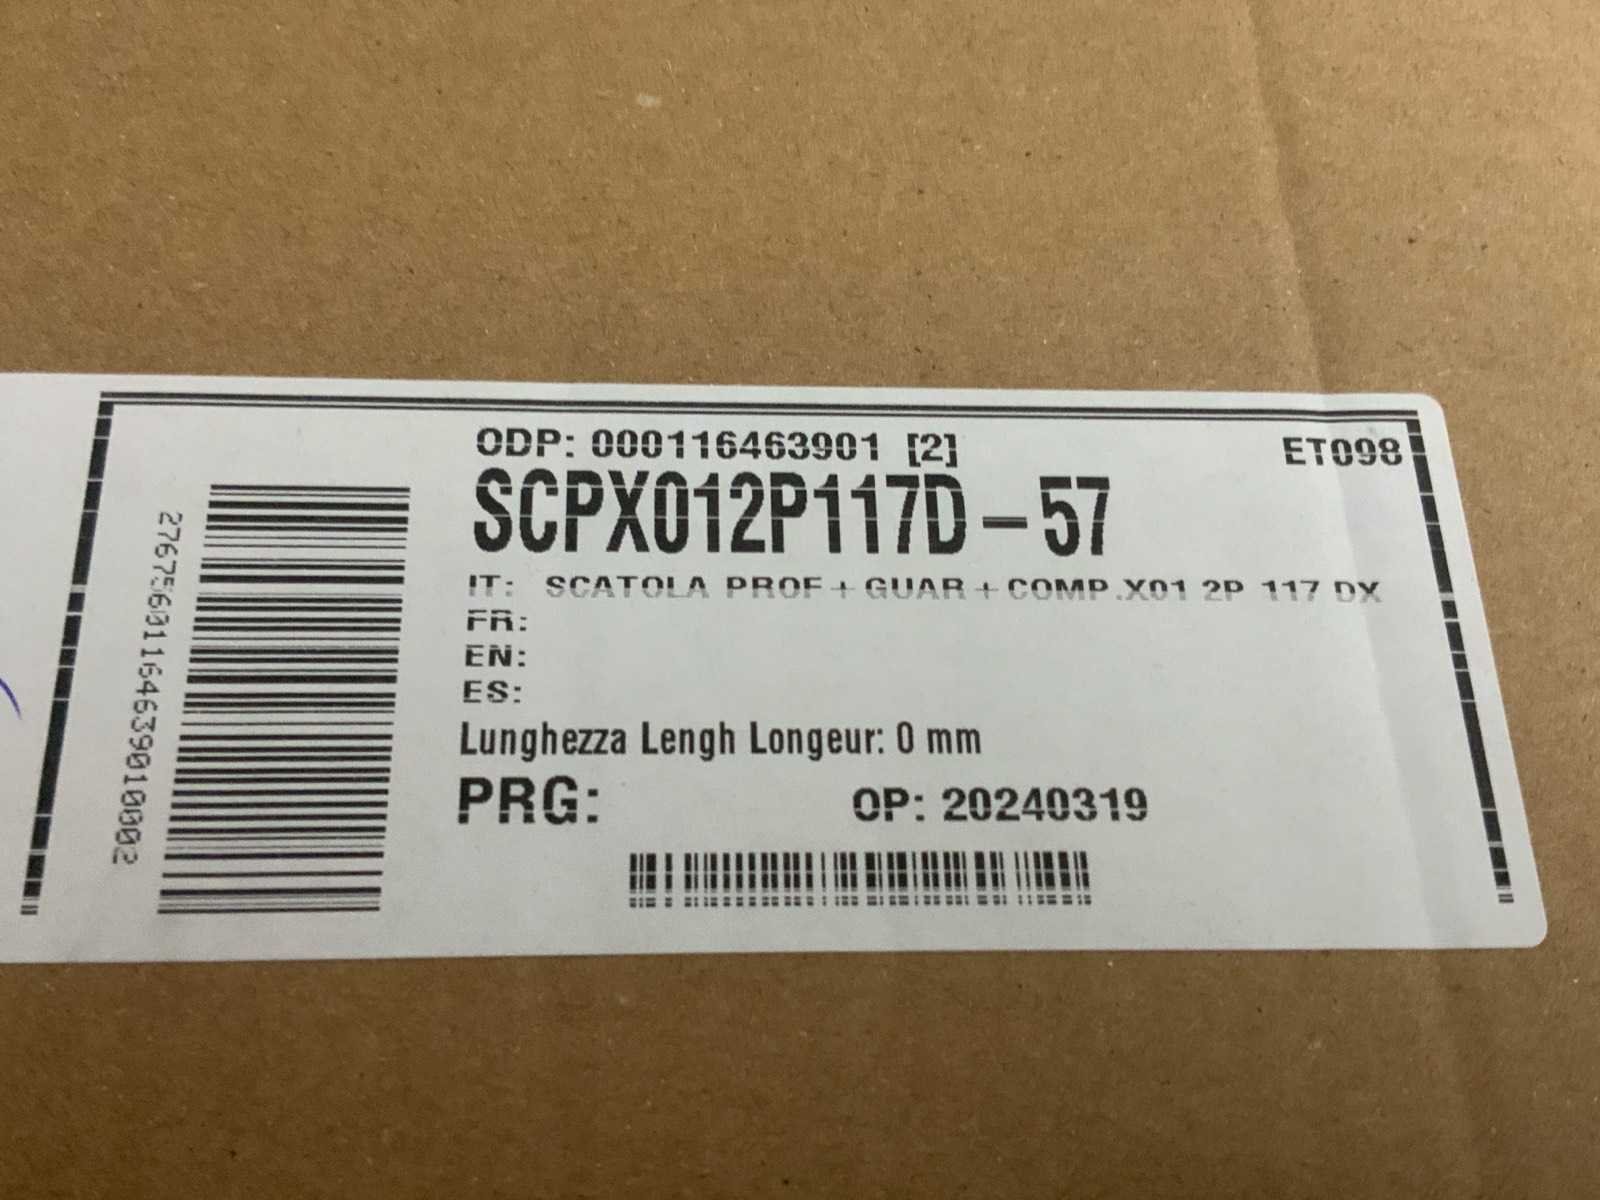 ODP: 000116463901 [2]
ET098
SCPX012P117D-57
IT: SCATOLA PROF+GUAR+COMP.X01 2P 117 DX
FR:
EN:
ES:
Lunghezza Lengh Longeur: 0 mm
PRG:
OP: 20240319
27675601164639010002